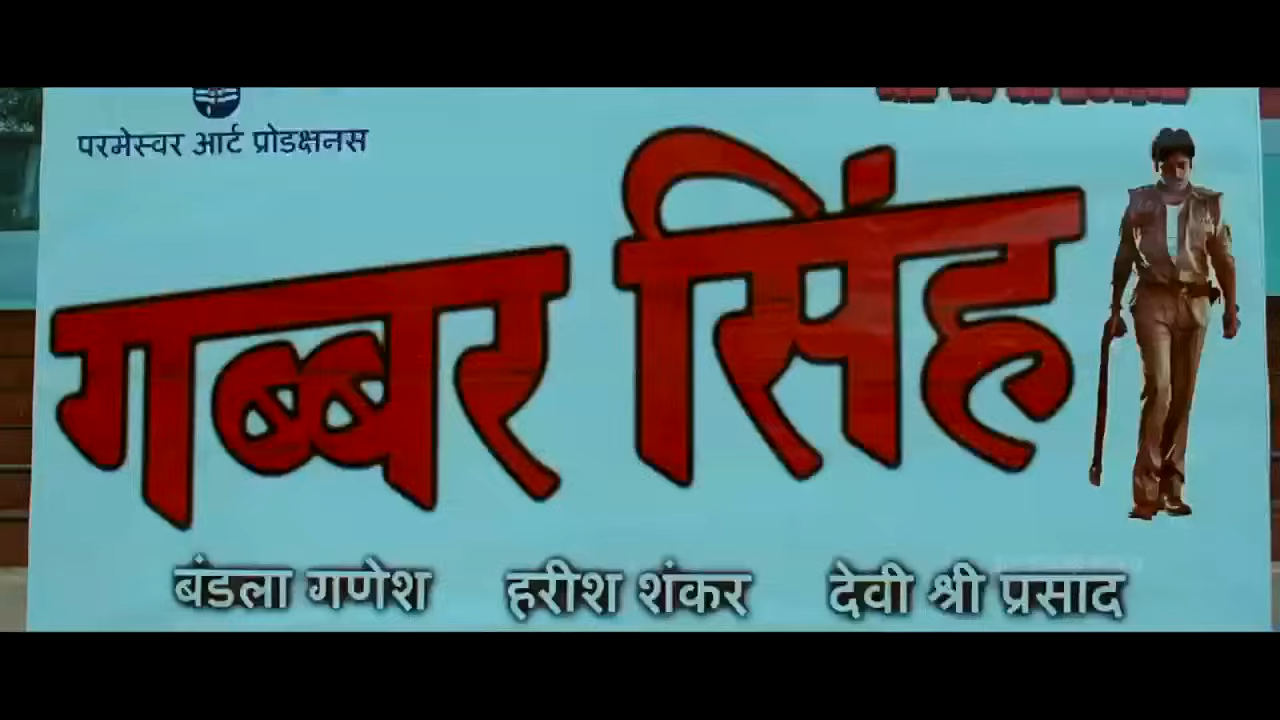 परमेस्वर आर्ट प्रोडक्षनस
गब्बर सिंह
बंडला गणेश हरीश शंकर देवी श्री प्रसाद